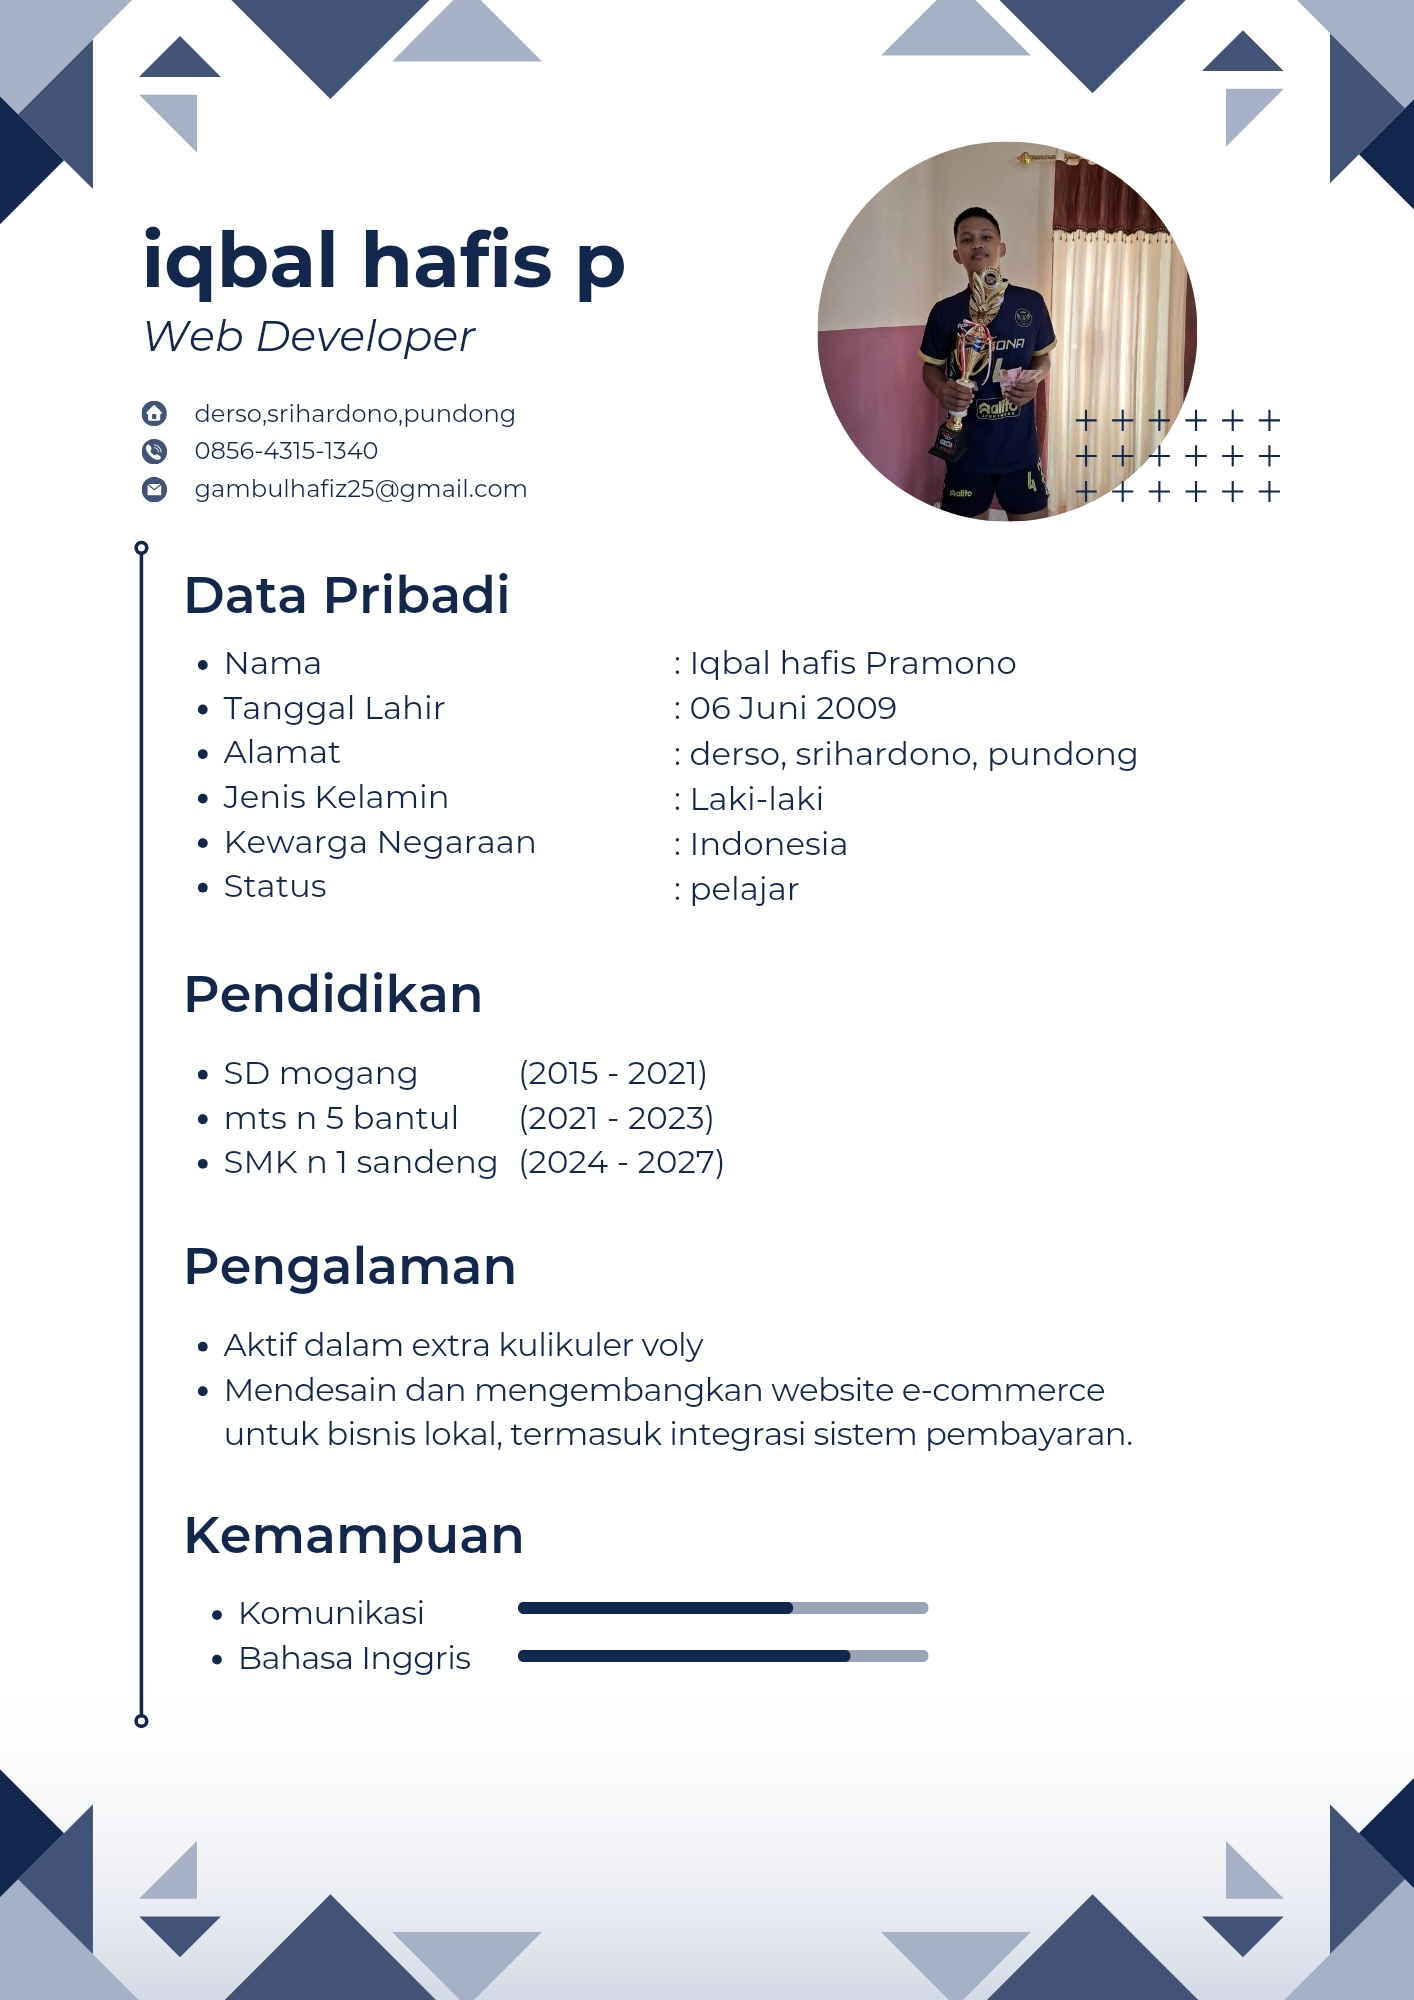 iqbal hafis p
Web Developer
derso,srihardono,pundong
0856-4315-1340
gambulhafiz25@gmail.com
aalito
4
aalito
Data Pribadi
Nama : Iqbal hafis Pramono
Tanggal Lahir : 06 Juni 2009
Alamat : derso, srihardono, pundong
Jenis Kelamin : Laki-laki
Kewarga Negaraan : Indonesia
Status : pelajar
Pendidikan
SD mogang (2015 - 2021)
mts n 5 bantul (2021 - 2023)
SMK n 1 sandeng (2024 - 2027)
Pengalaman
Aktif dalam extra kulikuler voly
Mendesain dan mengembangkan website e-commerce
untuk bisnis lokal, termasuk integrasi sistem pembayaran.
Kemampuan
Komunikasi
Bahasa Inggris